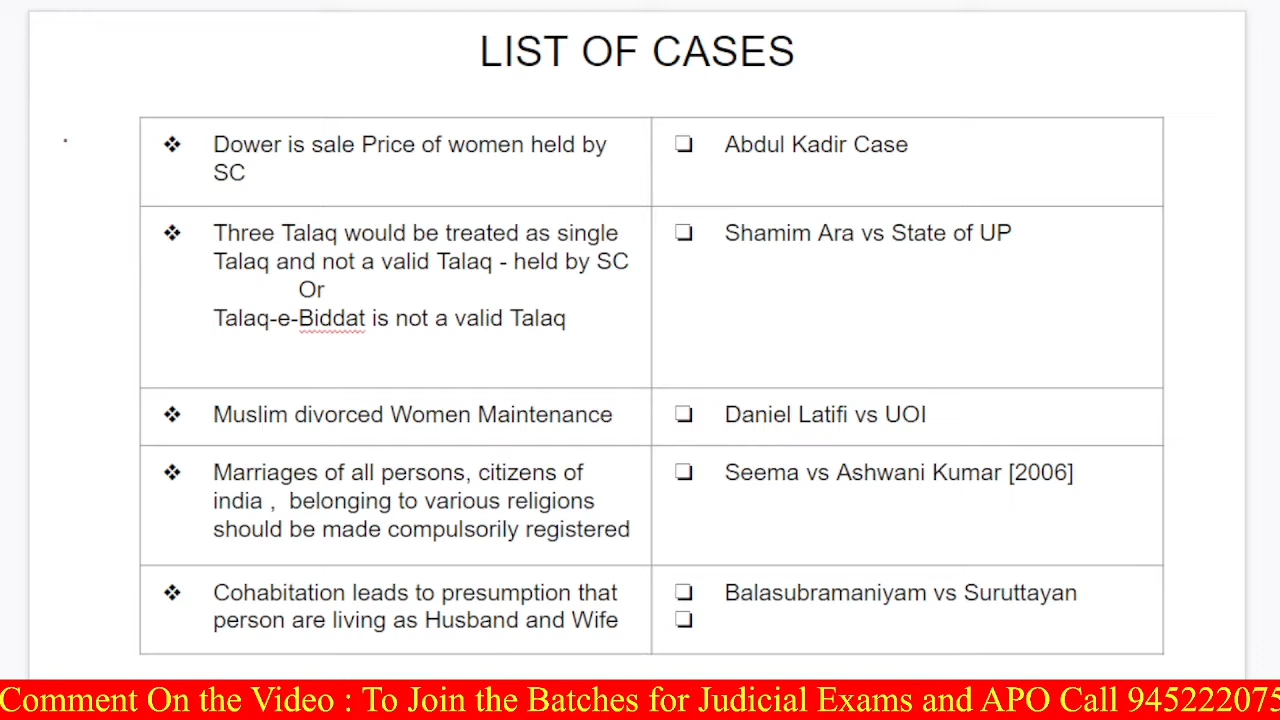 LIST OF CASES
Dower is sale Price of women held by
SC
Abdul Kadir Case
Three Talaq would be treated as single
Talaq and not a valid Talaq - held by SC
Or
Talaq-e-Biddat is not a valid Talaq
Shamim Ara vs State of UP
Muslim divorced Women Maintenance
Daniel Latifi vs UOI
Marriages of all persons, citizens of
india , belonging to various religions
should be made compulsorily registered
Seema vs Ashwani Kumar [2006]
Cohabitation leads to presumption that
person are living as Husband and Wife
Balasubramaniyam vs Suruttayan
Comment On the Video : To Join the Batches for Judicial Exams and APO Call 945222075